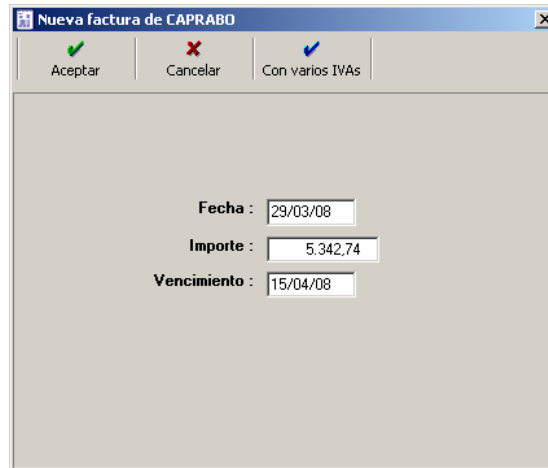 Nueva factura de CAPRABO
Aceptar Cancelar Con varios IVAs
Fecha : 29/03/08
Importe : 5.342,74
Vencimiento : 15/04/08